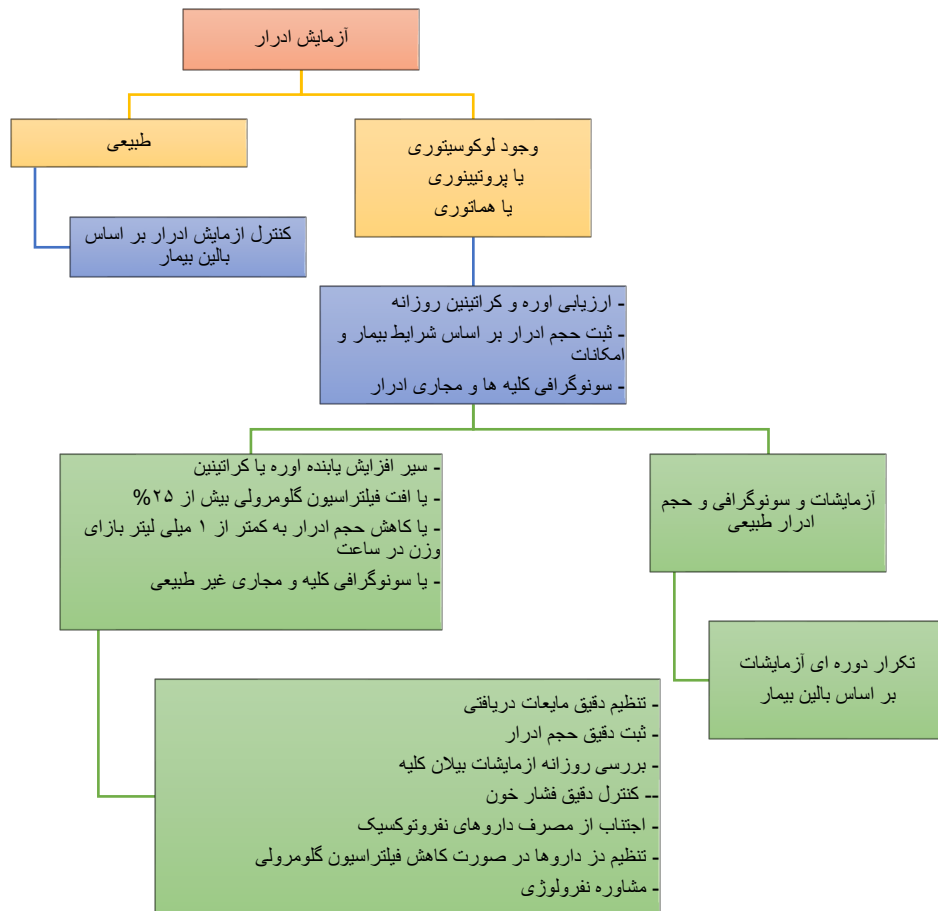 آزمایش ادرار
طبیعی
وجود لوکوسیتوری
یا پروتیینوری
یا هماتوری
کنترل ازمایش ادرار بر اساس
بالین بیمار
- ارزیابی اوره و کراتینین روزانه
- ثبت حجم ادرار بر اساس شرایط بیمار و
امکانات
- سونوگرافی کلیه ها و مجاری ادرار
- سیر افزایش یابنده اوره یا کراتینین
- یا افت فیلتراسیون گلومرولی بیش از ۲۵%
- یا کاهش حجم ادرار به کمتر از ۱ میلی لیتر بازای
وزن در ساعت
- یا سونوگرافی کلیه و مجاری غیر طبیعی
آزمایشات و سونوگرافی و حجم
ادرار طبیعی
تکرار دوره ای آزمایشات
بر اساس بالین بیمار
- تنظیم دقیق مایعات دریافتی
- ثبت دقیق حجم ادرار
- بررسی روزانه ازمایشات بیلان کلیه
-- کنترل دقیق فشار خون
- اجتناب از مصرف داروهای نفروتوکسیک
- تنظیم دز داروها در صورت کاهش فیلتراسیون گلومرولی
- مشاوره نفرولوژی